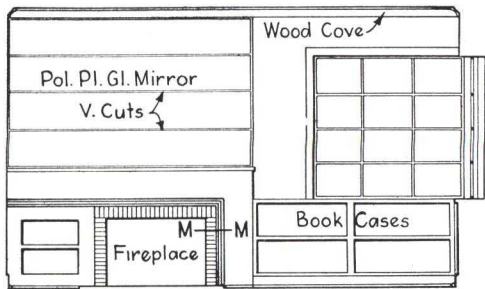 Wood Cove
Pol. Pl. Gl. Mirror
V. Cuts
M M
Book Cases
Fireplace